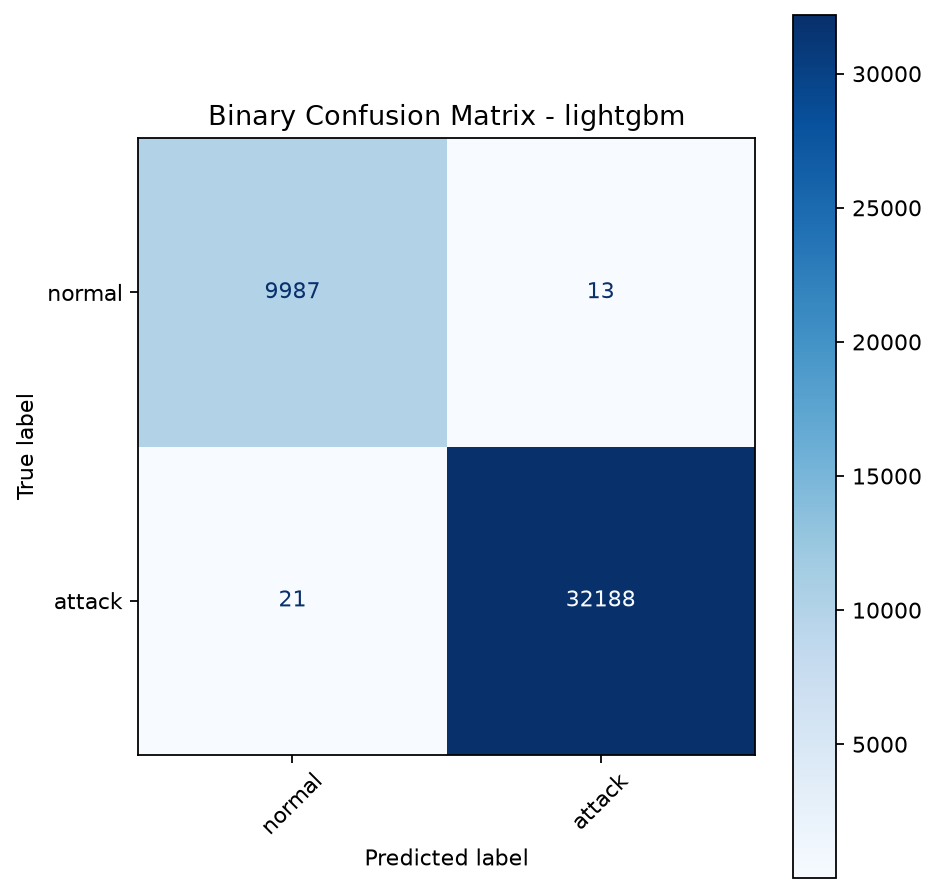 Binary Confusion Matrix - lightgbm
True label
normal
attack
9987
13
21
32188
normal
attack
Predicted label
30000
25000
20000
15000
10000
5000